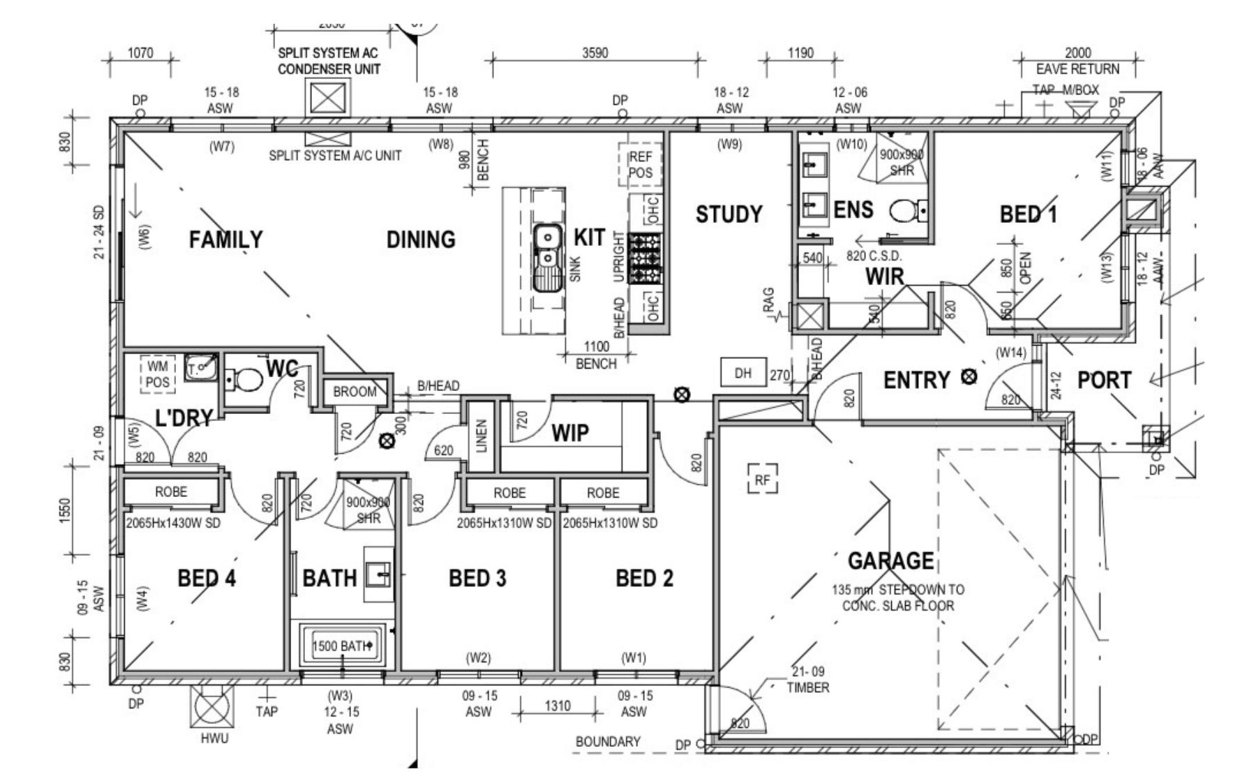 1070
SPLIT SYSTEM AC
CONDENSER UNIT
3590
1190
2000
EAVE RETURN
TAP M/BOX
DP
15 - 18
ASW
15 - 18
ASW
DP
18 - 12
ASW
12 - 06
ASW
DP
830
(W7)
SPLIT SYSTEM A/C UNIT
(W8)
980
BENCH
REF
POS
(W9)
(W10)
900x900
SHR
(W11)
18 - 06
AAW
21 - 24 SD
(W6)
FAMILY
DINING
KIT
SINK
UPRIGHT
OHC
OHC
B/HEAD
STUDY
ENS
BED 1
540
820 C.S.D.
WIR
850
OPEN
650
(W13)
18 - 12
AAW
RAG
540
820
1100
BENCH
B/HEAD
270
DH
(W14)
24-12
ENTRY
820
820
PORT
DP
WM
POS
T.
WC
720
BROOM
B/HEAD
300
L'DRY
(W5)
21 - 09
820
820
720
620
LINEN
720
WIP
820
1550
ROBE
2065Hx1430W SD
820
720
900x900
SHR
820
ROBE
2065Hx1310W SD
ROBE
2065Hx1310W SD
RF
BED 4
BATH
BED 3
BED 2
GARAGE
135 mm STEPDOWN TO
CONC. SLAB FLOOR
09 - 15
ASW
(W4)
830
1500 BATH
(W2)
(W1)
21- 09
TIMBER
820
DP
HWU
TAP
(W3)
12 - 15
ASW
09 - 15
ASW
1310
09 - 15
ASW
BOUNDARY
DP
DP